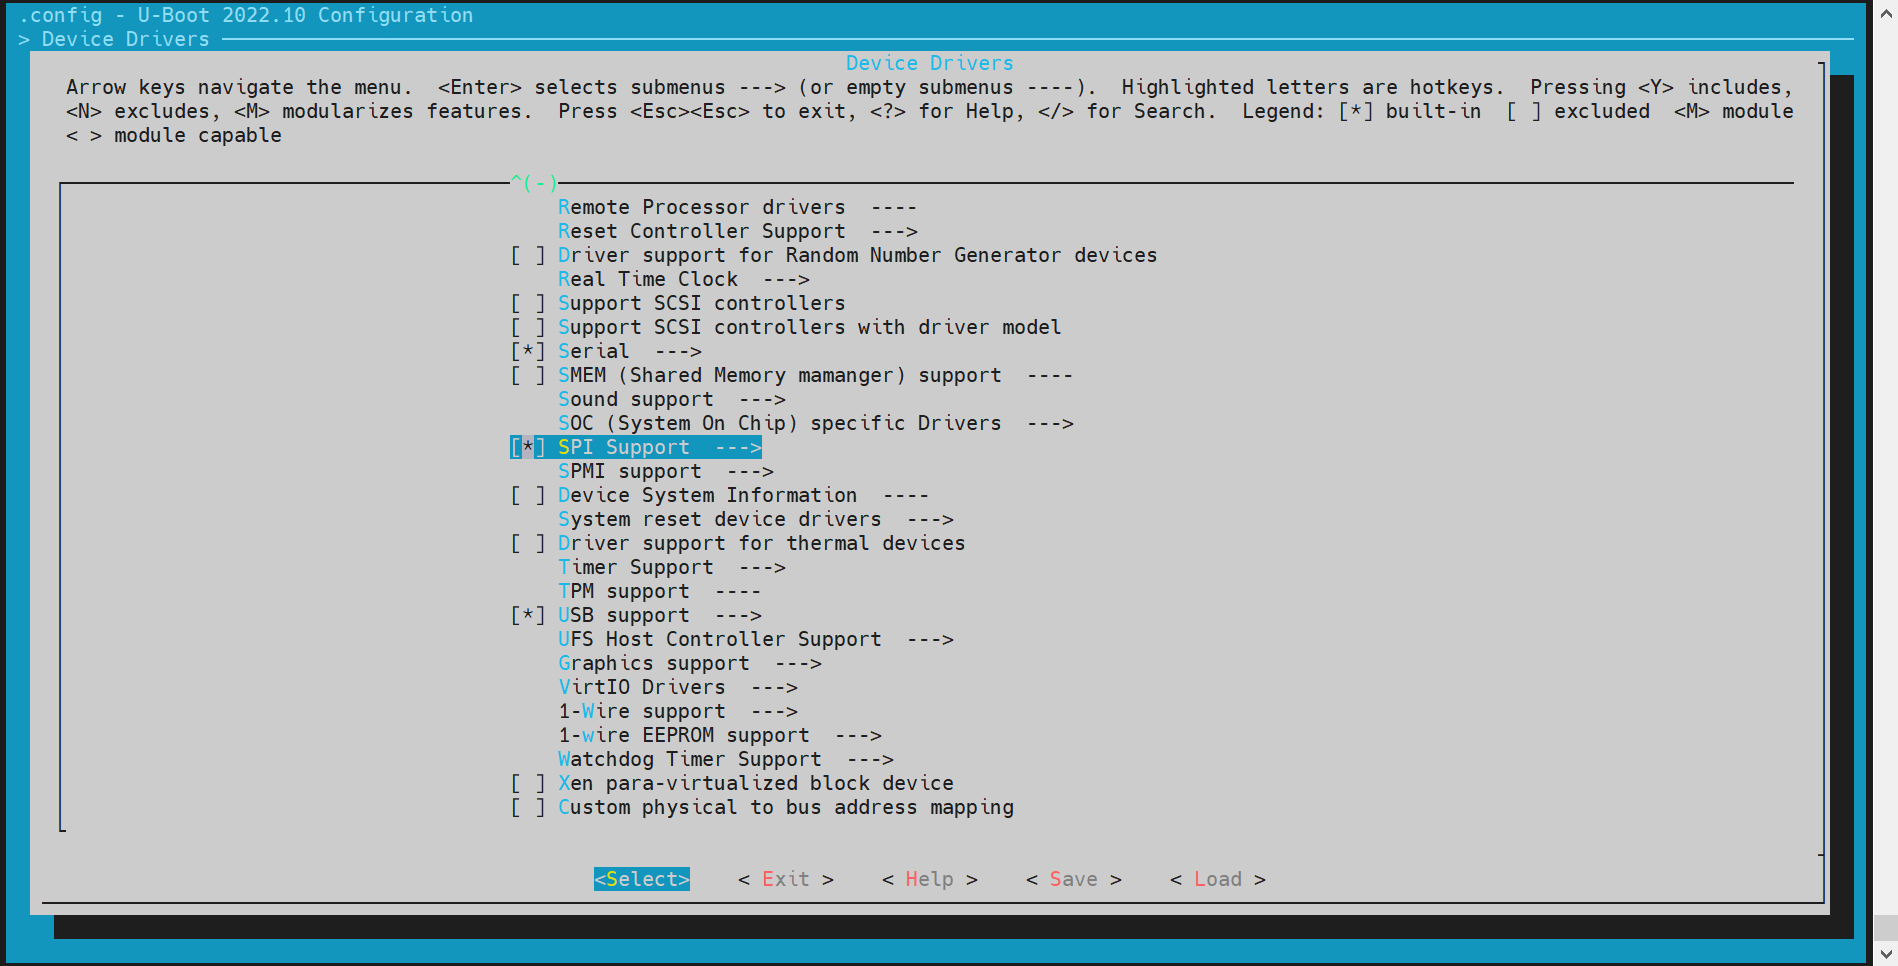 .config - U-Boot 2022.10 Configuration
> Device Drivers
Device Drivers
Arrow keys navigate the menu.  <Enter> selects submenus ---> (or empty submenus ----).  Highlighted letters are hotkeys.  Pressing <Y> includes,
<N> excludes, <M> modularizes features.  Press <Esc><Esc> to exit, <?> for Help, </> for Search.  Legend: [*] built-in  [ ] excluded  <M> module
< > module capable
^(-)
Remote Processor drivers  ----
Reset Controller Support  --->
[ ] Driver support for Random Number Generator devices
Real Time Clock  --->
[ ] Support SCSI controllers
[ ] Support SCSI controllers with driver model
[*] Serial  --->
[ ] SMEM (Shared Memory mamanger) support  ----
Sound support  --->
SOC (System On Chip) specific Drivers  --->
[*] SPI Support  --->
SPMI support  --->
[ ] Device System Information  ----
System reset device drivers  --->
[ ] Driver support for thermal devices
Timer Support  --->
TPM support  ----
[*] USB support  --->
UFS Host Controller Support  --->
Graphics support  --->
VirtIO Drivers  --->
1-Wire support  --->
1-wire EEPROM support  --->
Watchdog Timer Support  --->
[ ] Xen para-virtualized block device
[ ] Custom physical to bus address mapping
<Select>    < Exit >    < Help >    < Save >    < Load >